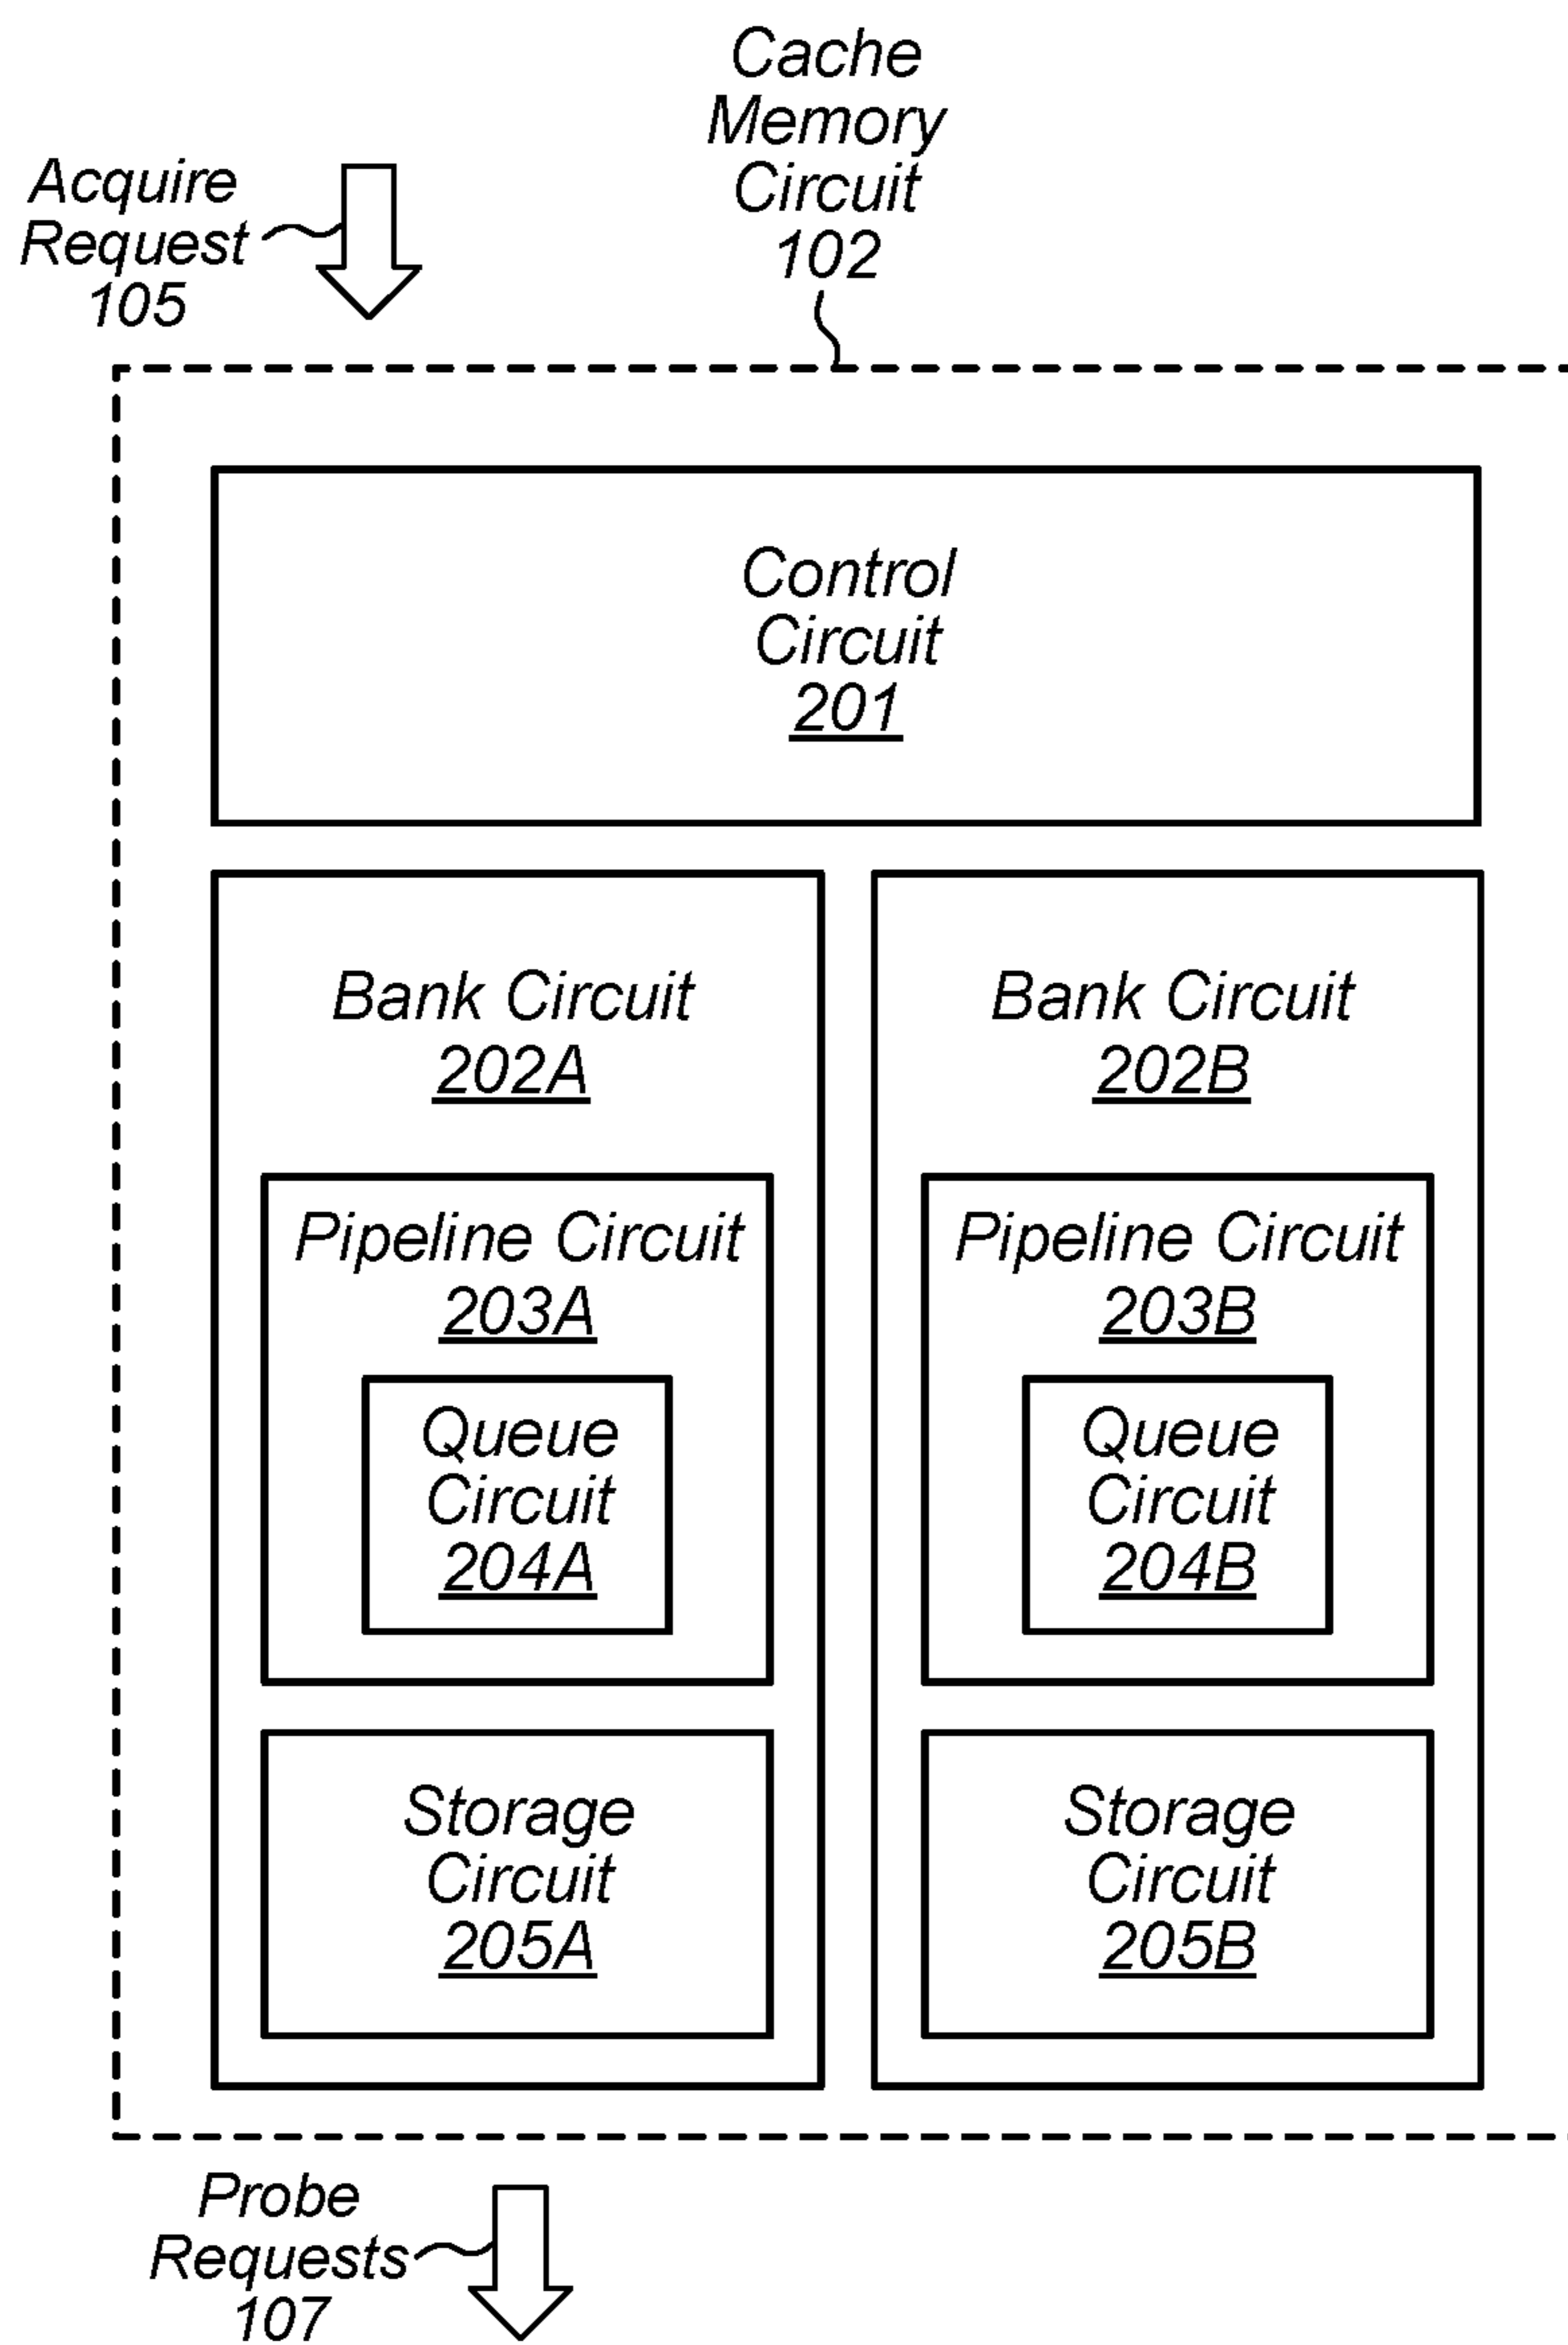 Cache
Memory
Circuit
102
Acquire
Request
105
Control
Circuit
201
Bank Circuit
202A
Pipeline Circuit
203A
Queue
Circuit
204A
Storage
Circuit
205A
Bank Circuit
202B
Pipeline Circuit
203B
Queue
Circuit
204B
Storage
Circuit
205B
Probe
Requests
107